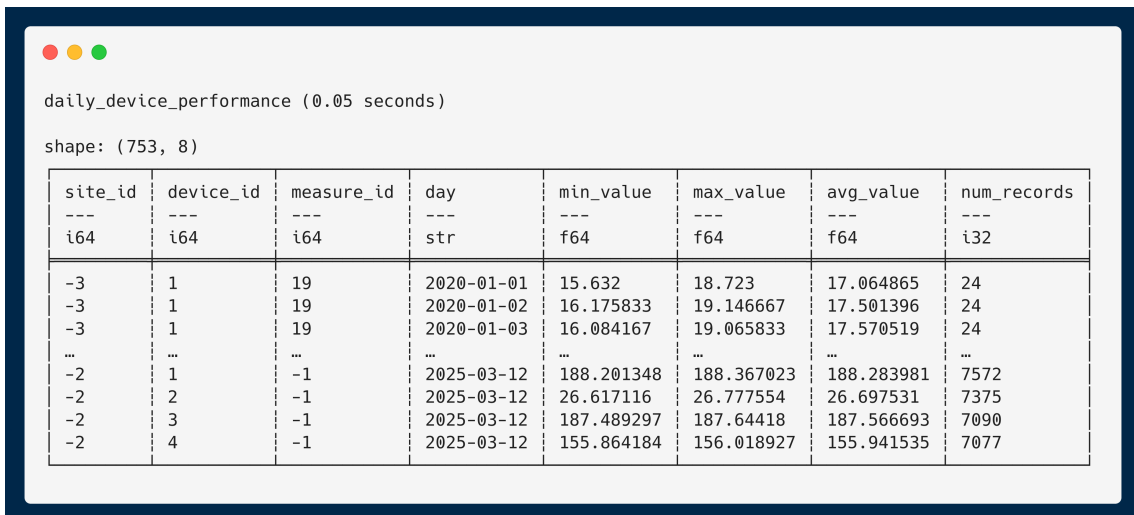 daily_device_performance (0.05 seconds)
shape: (753, 8)
site_id device_id measure_id day min_value max_value avg_value num_records
--- --- --- --- --- --- --- ---
i64 i64 i64 str f64 f64 f64 i32
-3 1 19 2020-01-01 15.632 18.723 17.064865 24
-3 1 19 2020-01-02 16.175833 19.146667 17.501396 24
-3 1 19 2020-01-03 16.084167 19.065833 17.570519 24
… … … … … … … …
-2 1 -1 2025-03-12 188.201348 188.367023 188.283981 7572
-2 2 -1 2025-03-12 26.617116 26.777554 26.697531 7375
-2 3 -1 2025-03-12 187.489297 187.64418 187.566693 7090
-2 4 -1 2025-03-12 155.864184 156.018927 155.941535 7077